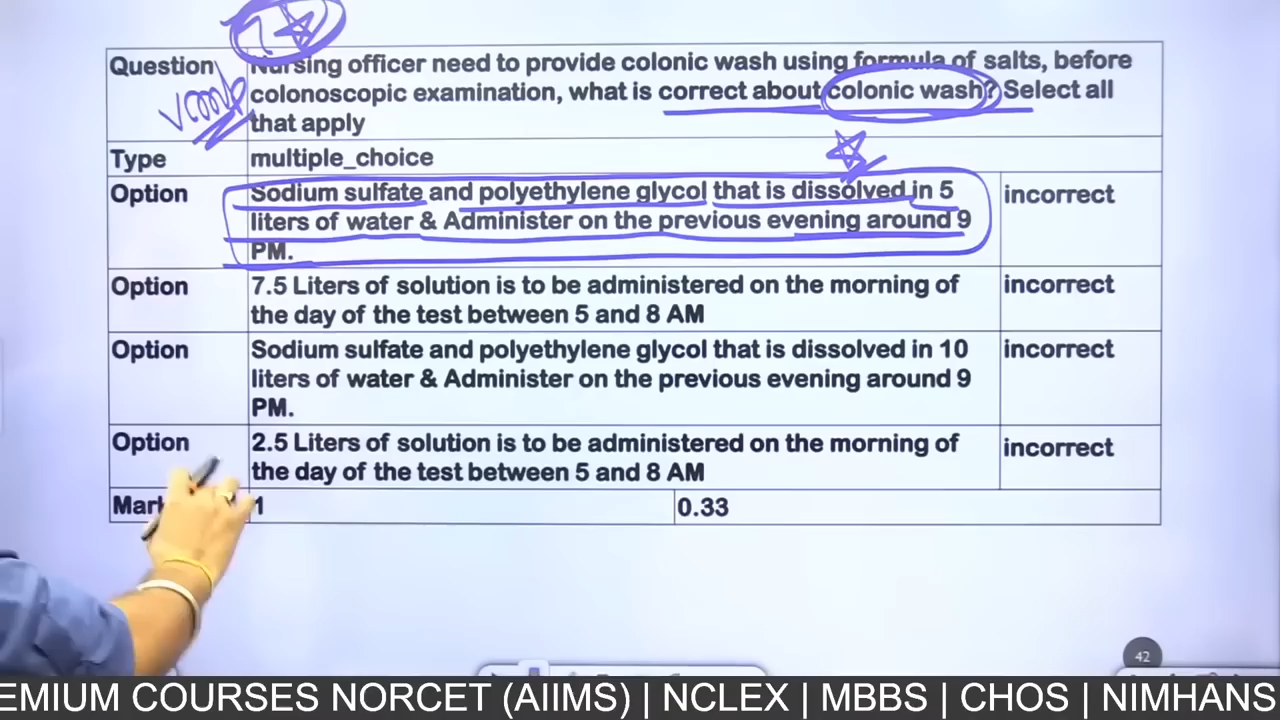 Question
Nursing officer need to provide colonic wash using formula of salts, before
colonoscopic examination, what is correct about colonic wash? Select all
that apply
Type
multiple_choice
Option
Sodium sulfate and polyethylene glycol that is dissolved in 5
liters of water & Administer on the previous evening around 9
PM.
incorrect
Option
7.5 Liters of solution is to be administered on the morning of
the day of the test between 5 and 8 AM
incorrect
Option
Sodium sulfate and polyethylene glycol that is dissolved in 10
liters of water & Administer on the previous evening around 9
PM.
incorrect
Option
2.5 Liters of solution is to be administered on the morning of
the day of the test between 5 and 8 AM
incorrect
1
0.33
42
EMIUM COURSES NORCET (AIIMS) | NCLEX | MBBS | CHOS | NIMHANS